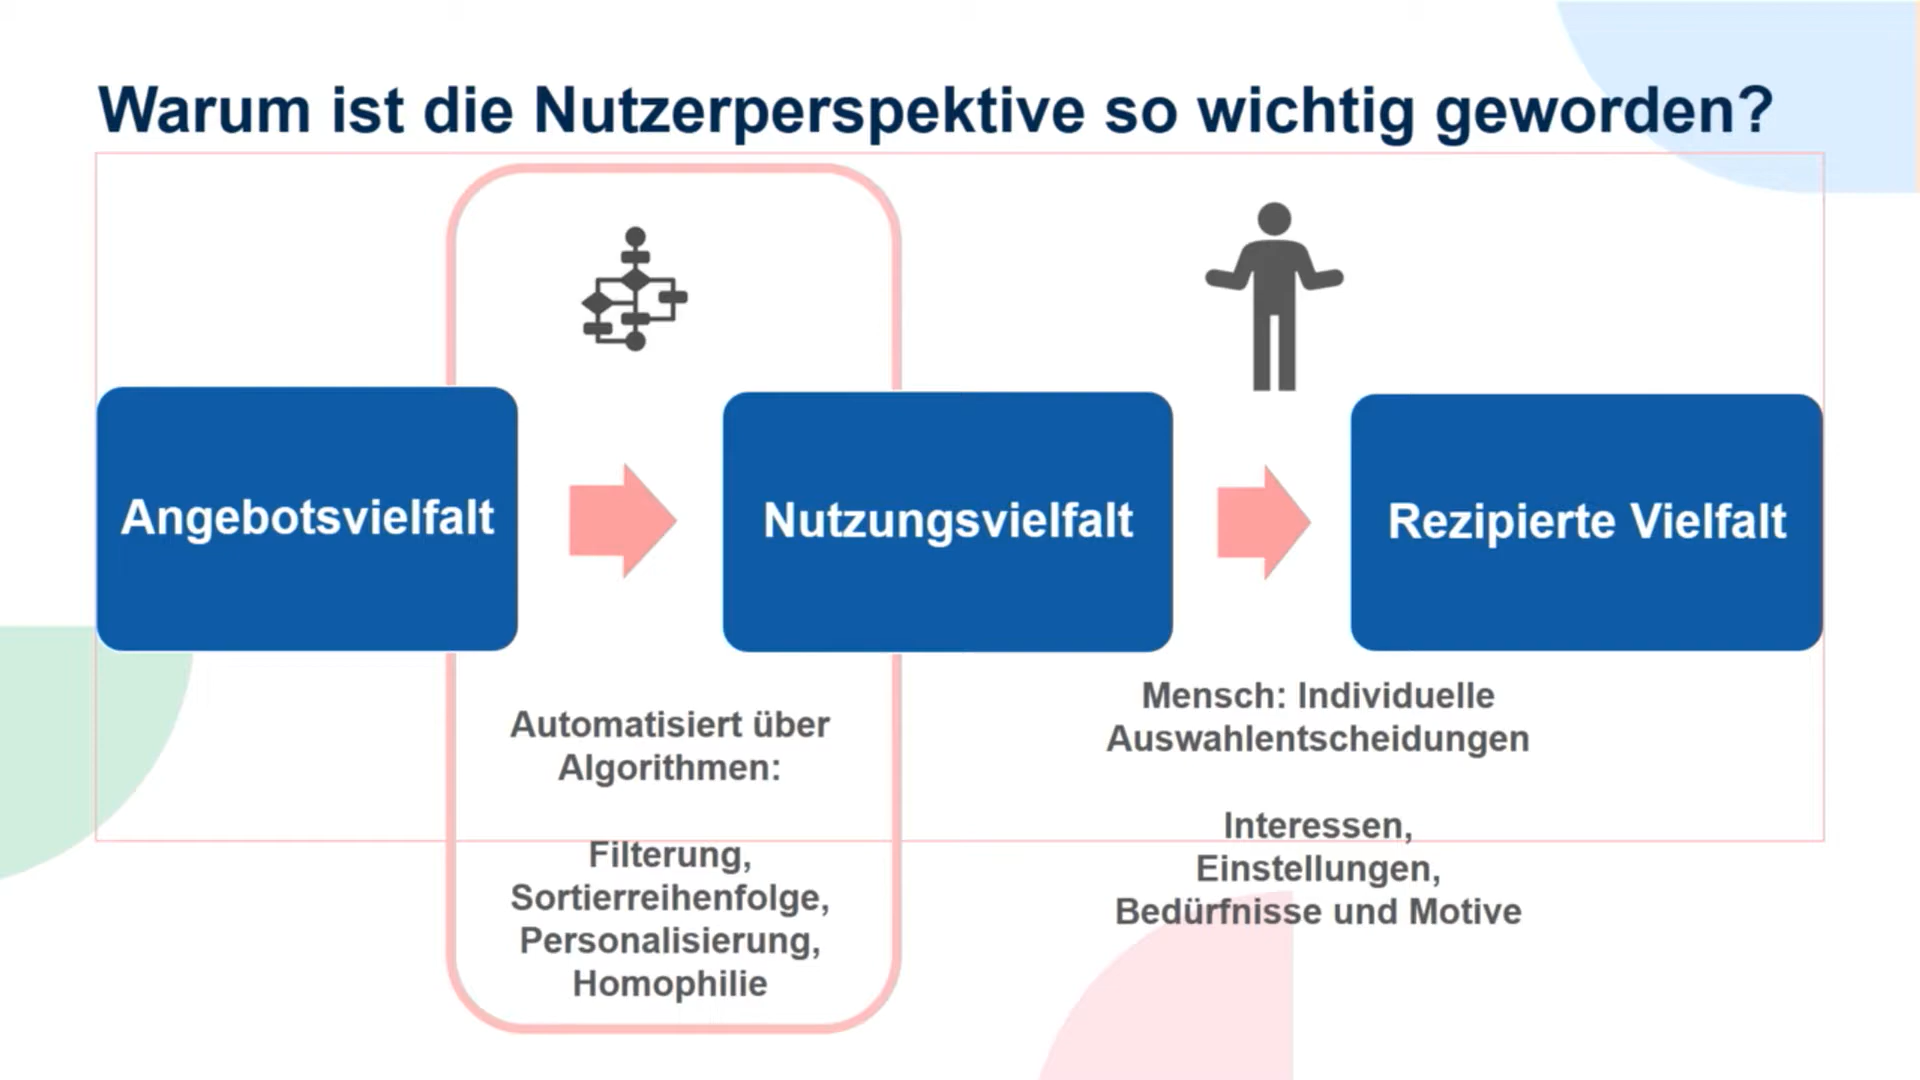 Warum ist die Nutzerperspektive so wichtig geworden?
Angebotsvielfalt
Nutzungsvielfalt
Rezipierte Vielfalt
Automatisiert über
Algorithmen:
Filterung,
Sortierreihenfolge,
Personalisierung,
Homophilie
Mensch: Individuelle
Auswahlentscheidungen
Interessen,
Einstellungen,
Bedürfnisse und Motive